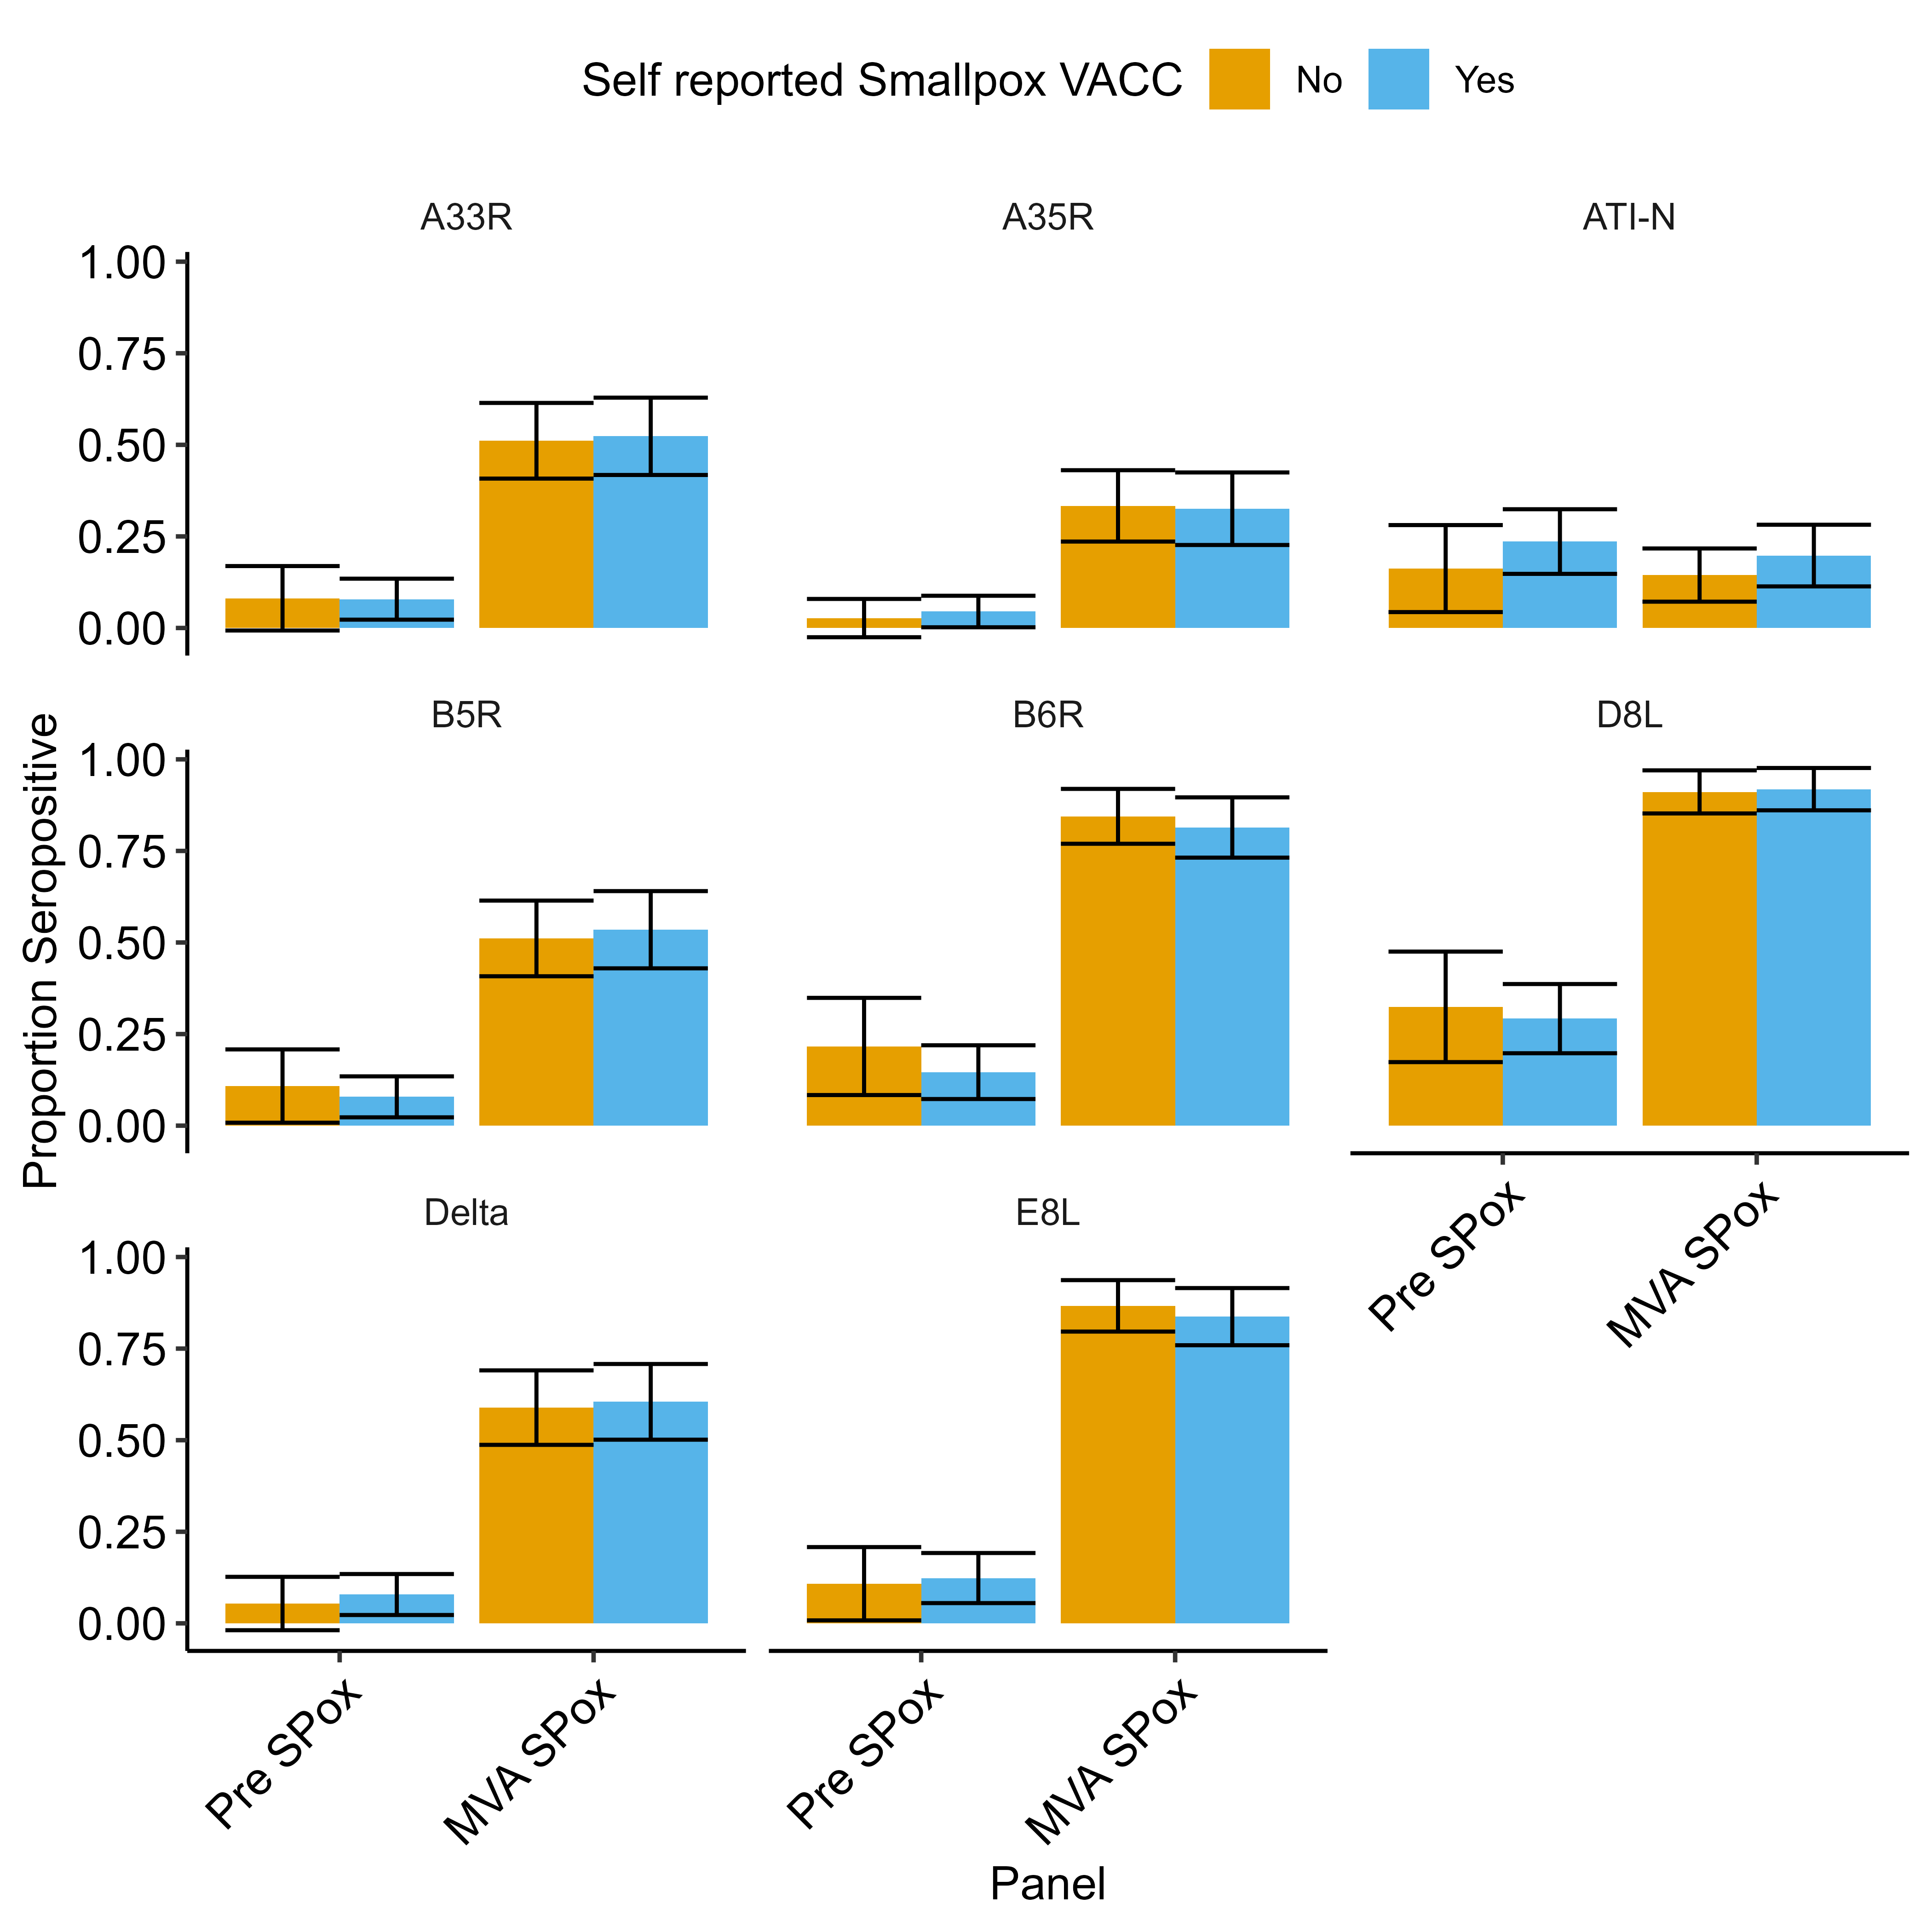 Self reported Smallpox VACC No Yes
A33R A35R ATI-N
1.00
0.75
0.50
0.25
0.00
Proportion Seropositive
B5R B6R D8L
1.00
0.75
0.50
0.25
0.00
Pre SPox MVA SPox
Delta E8L
1.00
0.75
0.50
0.25
0.00
Pre SPox MVA SPox Pre SPox MVA SPox
Panel